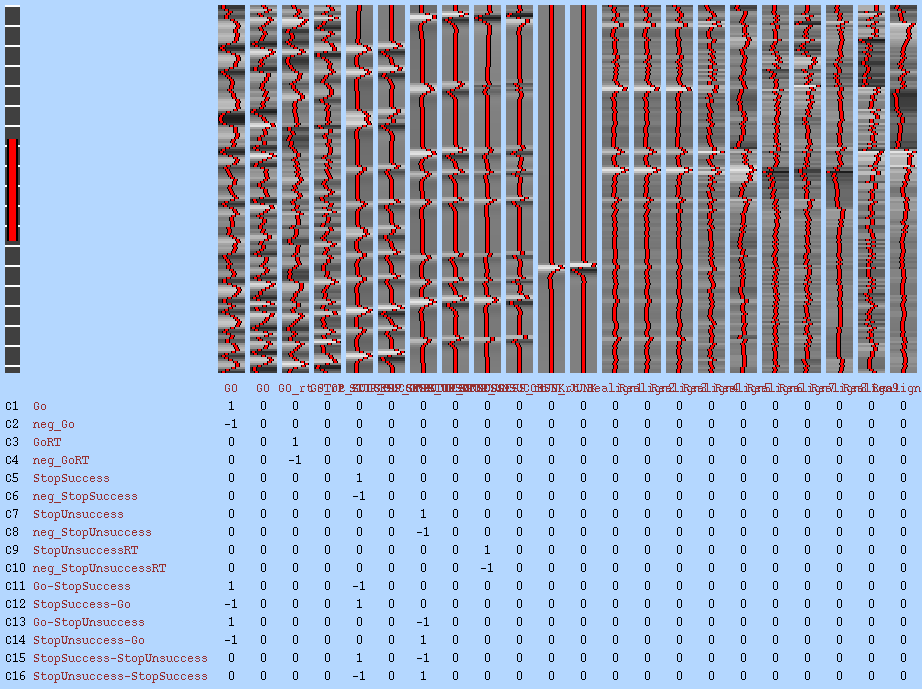 GO GO GO_rt
C1 Go 1 0 0 0 0 0 0 0 0 0 0 0 0 0 0 0 0 0 0 0 0 0
C2 neg_Go -1 0 0 0 0 0 0 0 0 0 0 0 0 0 0 0 0 0 0 0 0 0
C3 GoRT 0 0 1 0 0 0 0 0 0 0 0 0 0 0 0 0 0 0 0 0 0 0
C4 neg_GoRT 0 0 -1 0 0 0 0 0 0 0 0 0 0 0 0 0 0 0 0 0 0 0
C5 StopSuccess 0 0 0 0 1 0 0 0 0 0 0 0 0 0 0 0 0 0 0 0 0 0
C6 neg_StopSuccess 0 0 0 0 -1 0 0 0 0 0 0 0 0 0 0 0 0 0 0 0 0 0
C7 StopUnsuccess 0 0 0 0 0 0 1 0 0 0 0 0 0 0 0 0 0 0 0 0 0 0
C8 neg_StopUnsuccess 0 0 0 0 0 0 -1 0 0 0 0 0 0 0 0 0 0 0 0 0 0 0
C9 StopUnsuccessRT 0 0 0 0 0 0 0 0 1 0 0 0 0 0 0 0 0 0 0 0 0 0
C10 neg_StopUnsuccessRT 0 0 0 0 0 0 0 0 -1 0 0 0 0 0 0 0 0 0 0 0 0 0
C11 Go-StopSuccess 1 0 0 0 -1 0 0 0 0 0 0 0 0 0 0 0 0 0 0 0 0 0
C12 StopSuccess-Go -1 0 0 0 1 0 0 0 0 0 0 0 0 0 0 0 0 0 0 0 0 0
C13 Go-StopUnsuccess 1 0 0 0 0 0 -1 0 0 0 0 0 0 0 0 0 0 0 0 0 0 0
C14 StopUnsuccess-Go -1 0 0 0 0 0 1 0 0 0 0 0 0 0 0 0 0 0 0 0 0 0
C15 StopSuccess-StopUnsuccess 0 0 0 0 1 0 -1 0 0 0 0 0 0 0 0 0 0 0 0 0 0 0
C16 StopUnsuccess-StopSuccess 0 0 0 0 -1 0 1 0 0 0 0 0 0 0 0 0 0 0 0 0 0 0